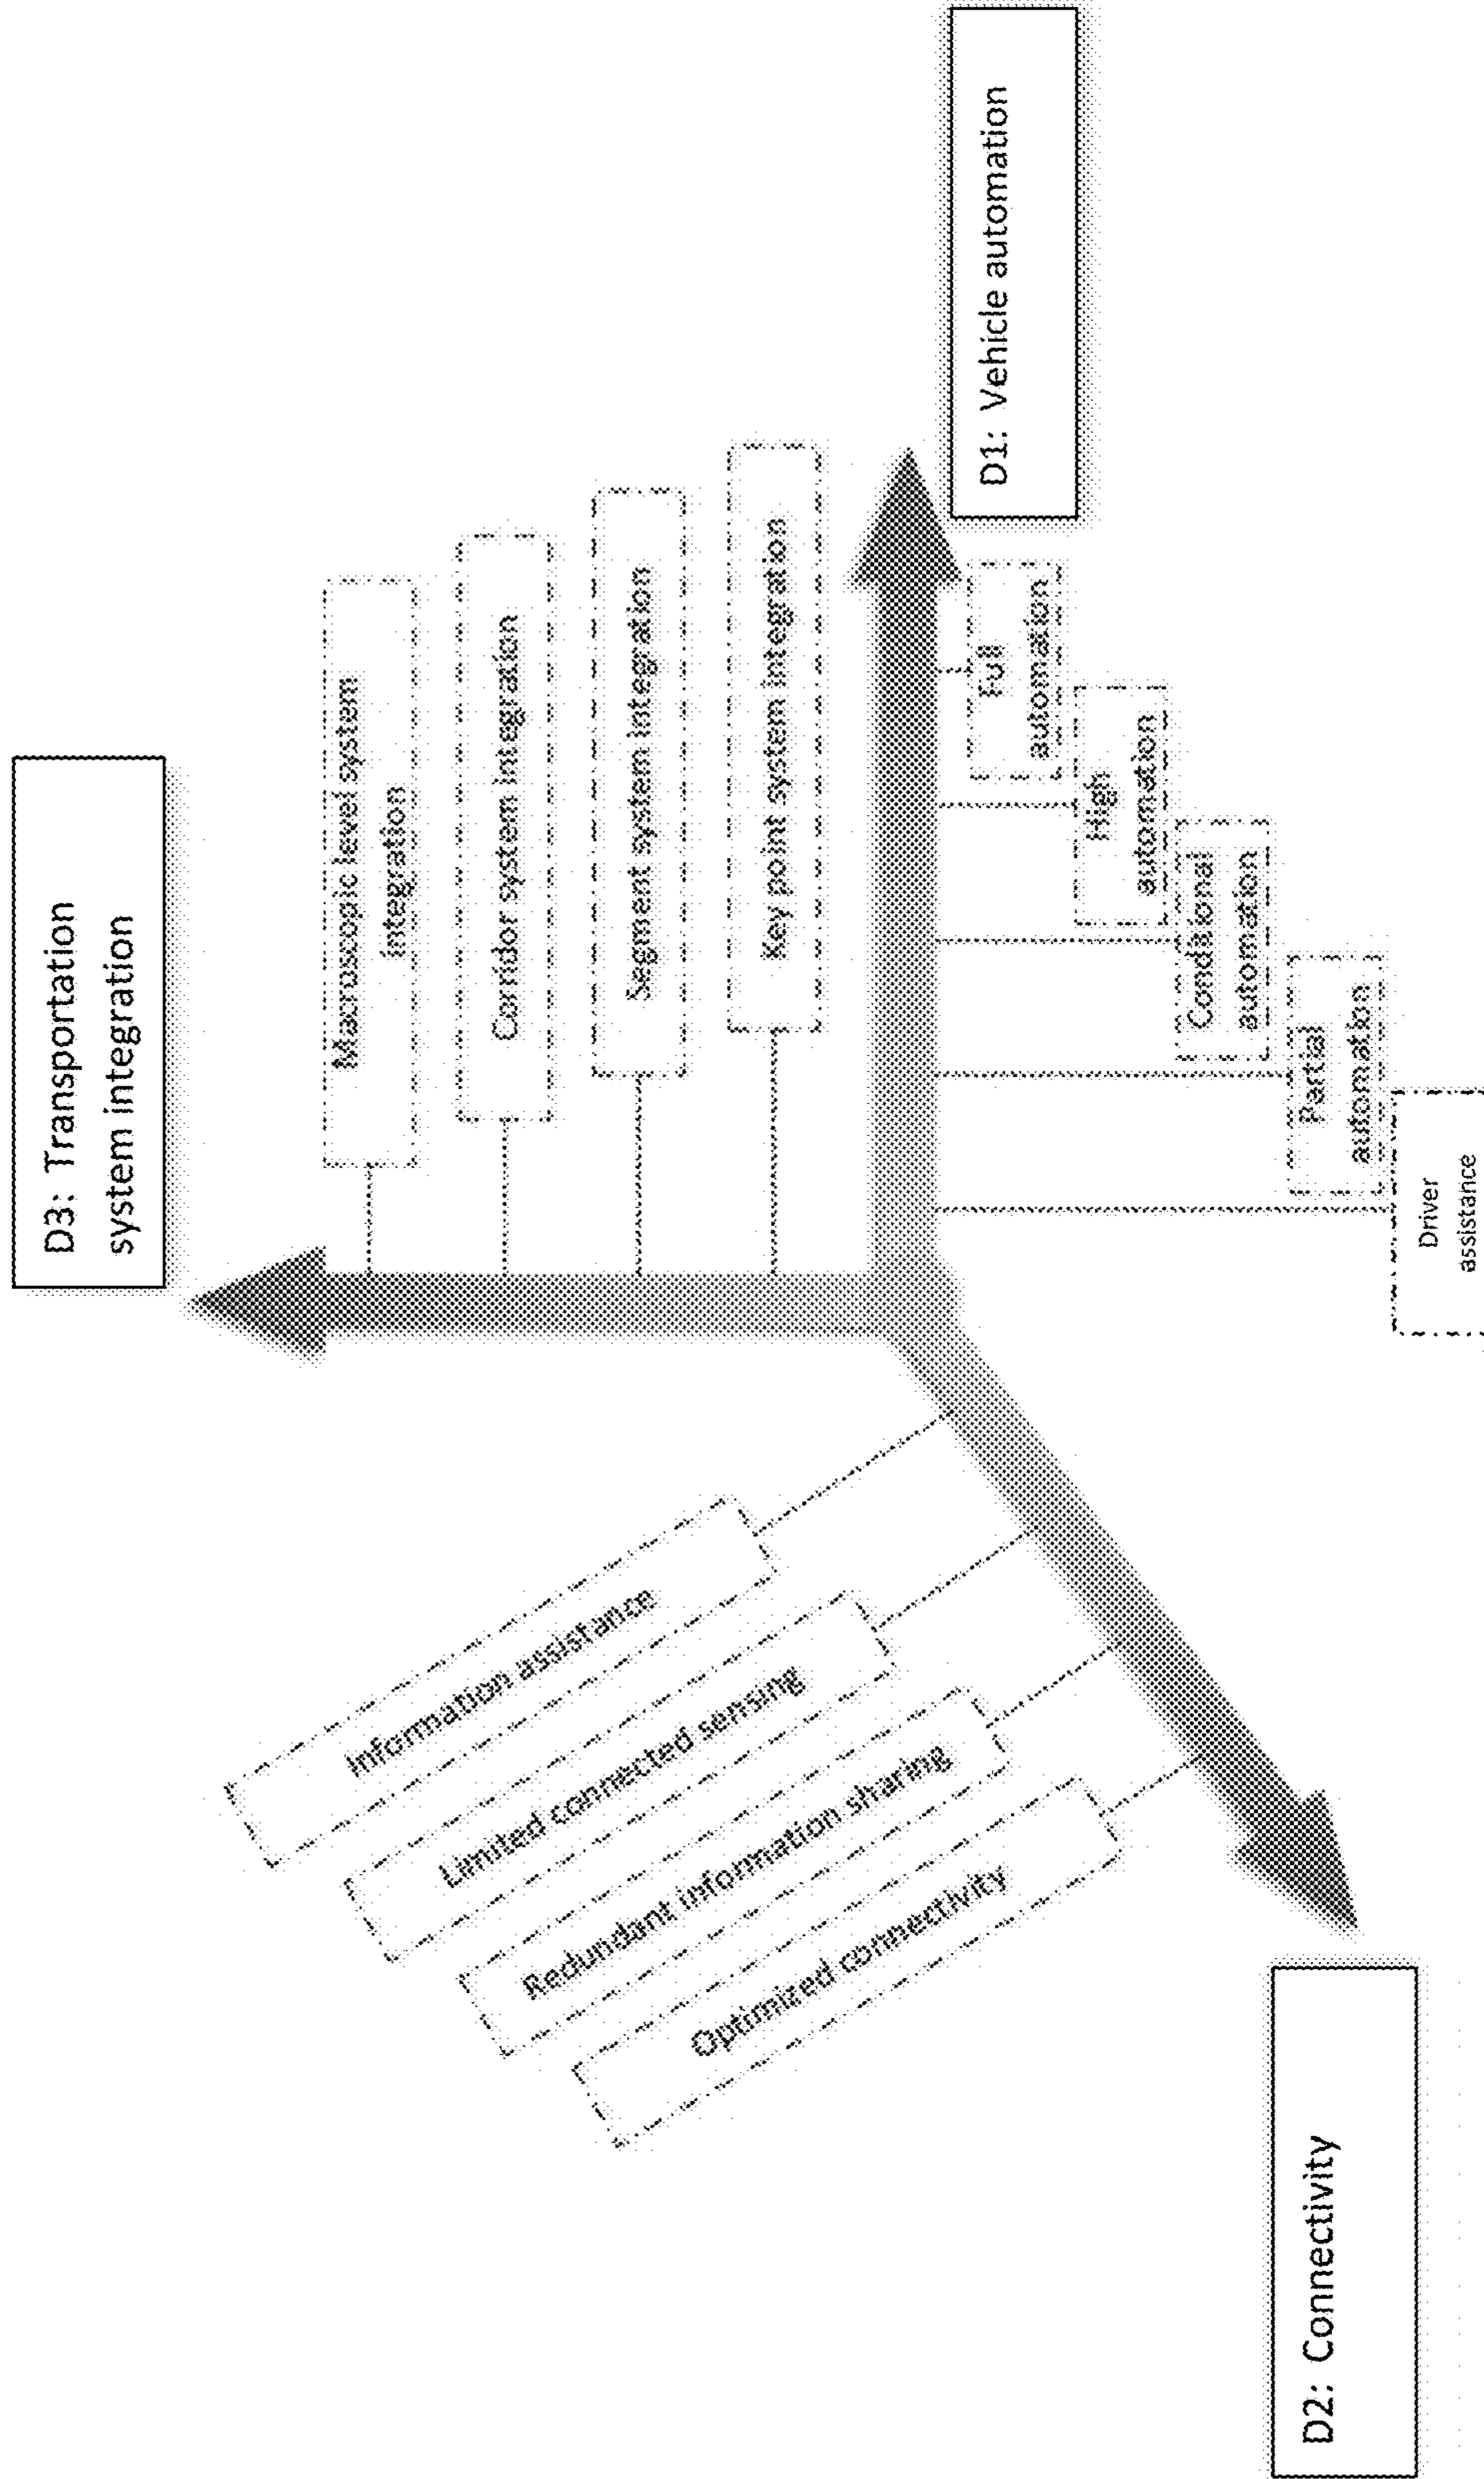 D3: Transportation
system integration
Macroscopic level system
integration
Corridor system integration
Segment system integration
Key point system integration
Information assistance
Limited connected sensing
Redundant information sharing
Optimized connectivity
D1: Vehicle automation
Full
automation
High
automation
Conditional
automation
Partial
automation
Driver
assistance
D2: Connectivity